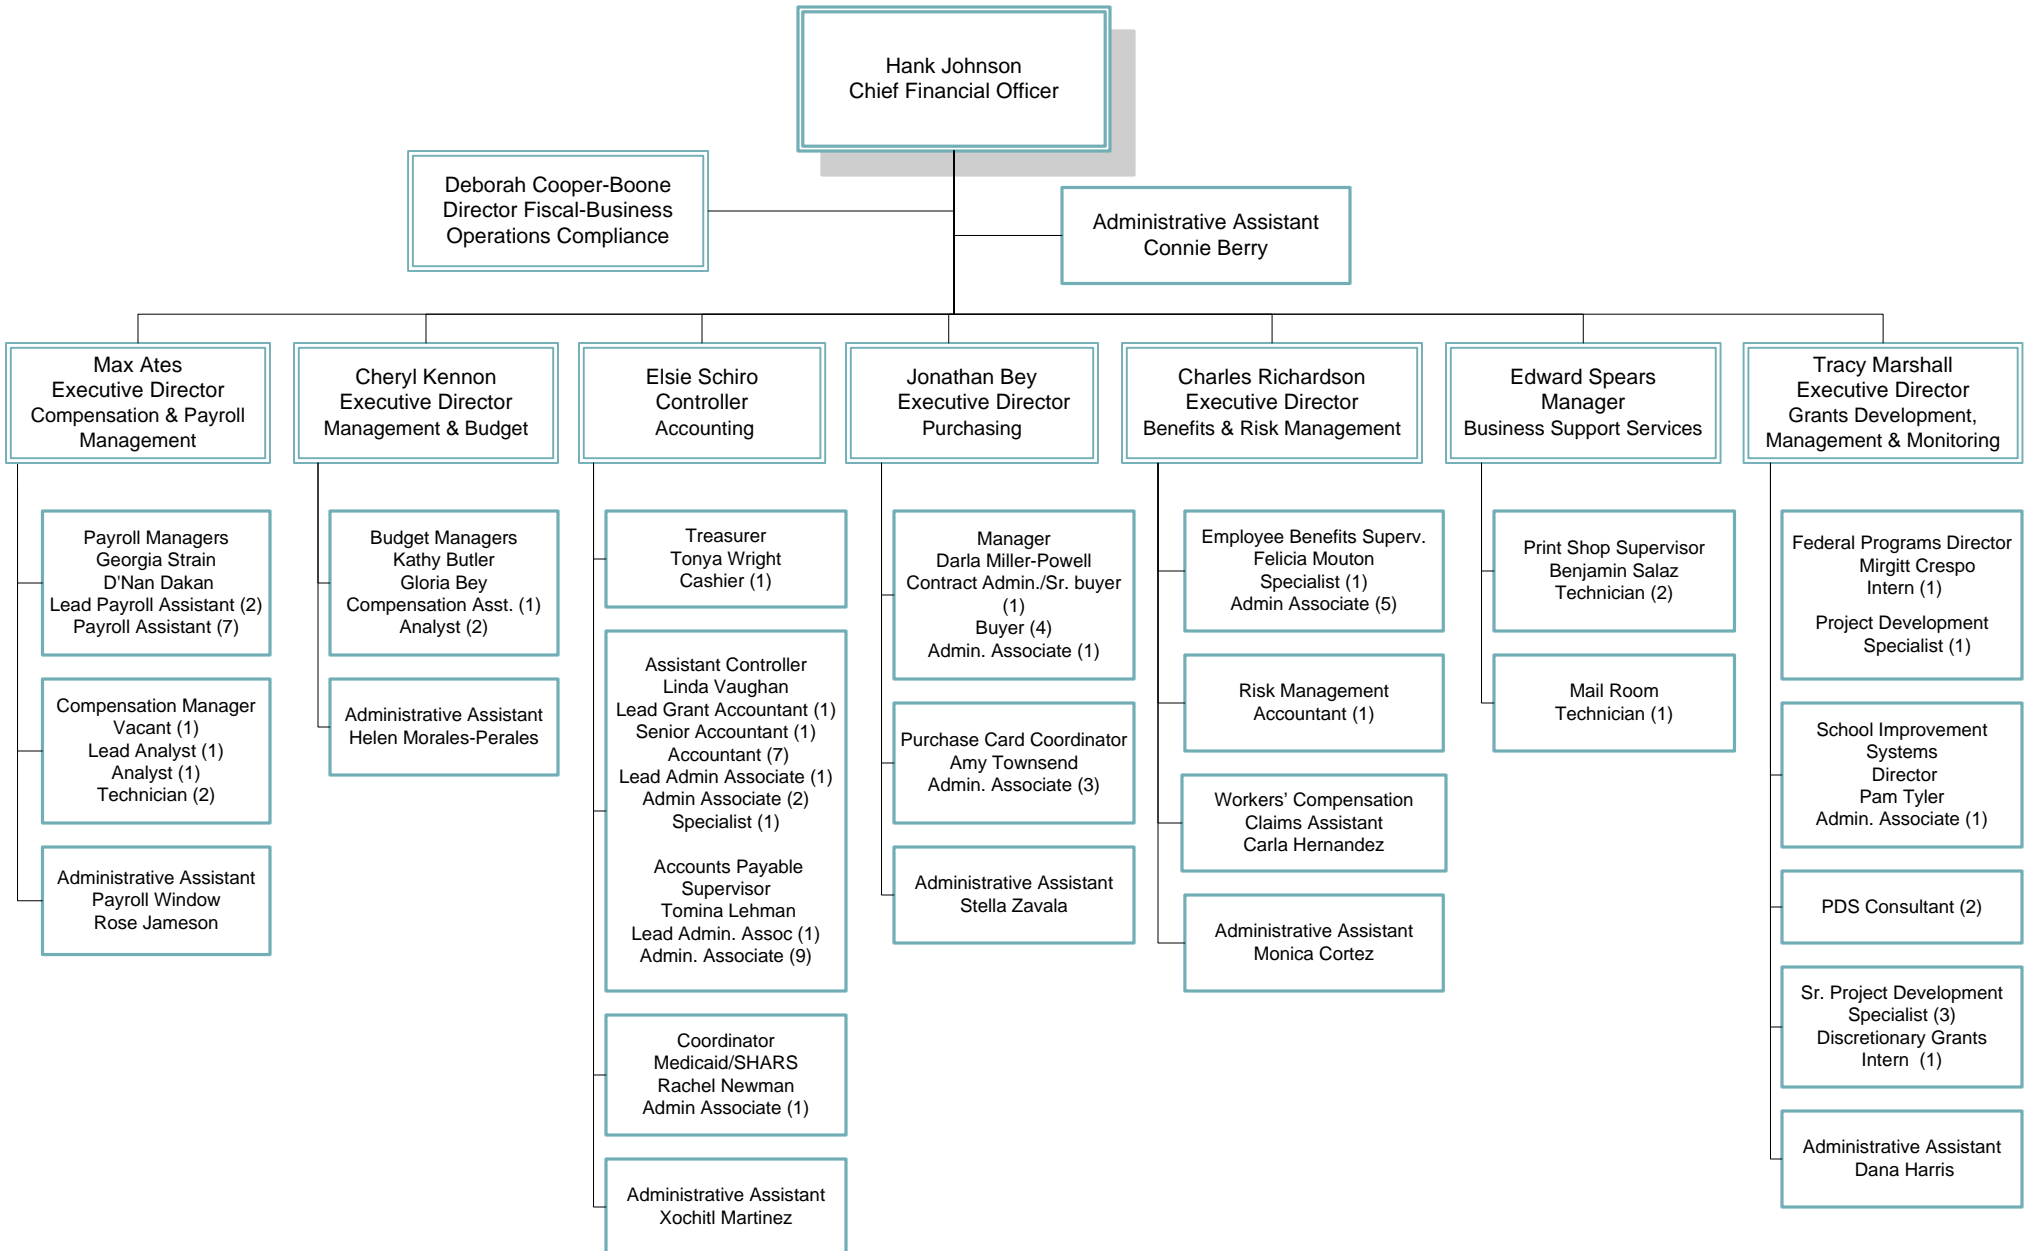 Hank Johnson
Chief Financial Officer
Deborah Cooper-Boone
Director Fiscal-Business
Operations Compliance
Administrative Assistant
Connie Berry
Max Ates
Executive Director
Compensation & Payroll
Management
Cheryl Kennon
Executive Director
Management & Budget
Elsie Schiro
Controller
Accounting
Jonathan Bey
Executive Director
Purchasing
Charles Richardson
Executive Director
Benefits & Risk Management
Edward Spears
Manager
Business Support Services
Tracy Marshall
Executive Director
Grants Development,
Management & Monitoring
Payroll Managers
Georgia Strain
D'Nan Dakan
Lead Payroll Assistant (2)
Payroll Assistant (7)
Compensation Manager
Vacant (1)
Lead Analyst (1)
Analyst (1)
Technician (2)
Administrative Assistant
Payroll Window
Rose Jameson
Budget Managers
Kathy Butler
Gloria Bey
Compensation Asst. (1)
Analyst (2)
Administrative Assistant
Helen Morales-Perales
Treasurer
Tonya Wright
Cashier (1)
Assistant Controller
Linda Vaughan
Lead Grant Accountant (1)
Senior Accountant (1)
Accountant (7)
Lead Admin Associate (1)
Admin Associate (2)
Specialist (1)
Accounts Payable
Supervisor
Tomina Lehman
Lead Admin. Assoc (1)
Admin. Associate (9)
Coordinator
Medicaid/SHARS
Rachel Newman
Admin Associate (1)
Administrative Assistant
Xochitl Martinez
Manager
Darla Miller-Powell
Contract Admin./Sr. buyer
(1)
Buyer (4)
Admin. Associate (1)
Purchase Card Coordinator
Amy Townsend
Admin. Associate (3)
Administrative Assistant
Stella Zavala
Employee Benefits Superv.
Felicia Mouton
Specialist (1)
Admin Associate (5)
Risk Management
Accountant (1)
Workers’ Compensation
Claims Assistant
Carla Hernandez
Administrative Assistant
Monica Cortez
Print Shop Supervisor
Benjamin Salaz
Technician (2)
Mail Room
Technician (1)
Federal Programs Director
Mirgitt Crespo
Intern (1)
Project Development
Specialist (1)
School Improvement
Systems
Director
Pam Tyler
Admin. Associate (1)
PDS Consultant (2)
Sr. Project Development
Specialist (3)
Discretionary Grants
Intern (1)
Administrative Assistant
Dana Harris